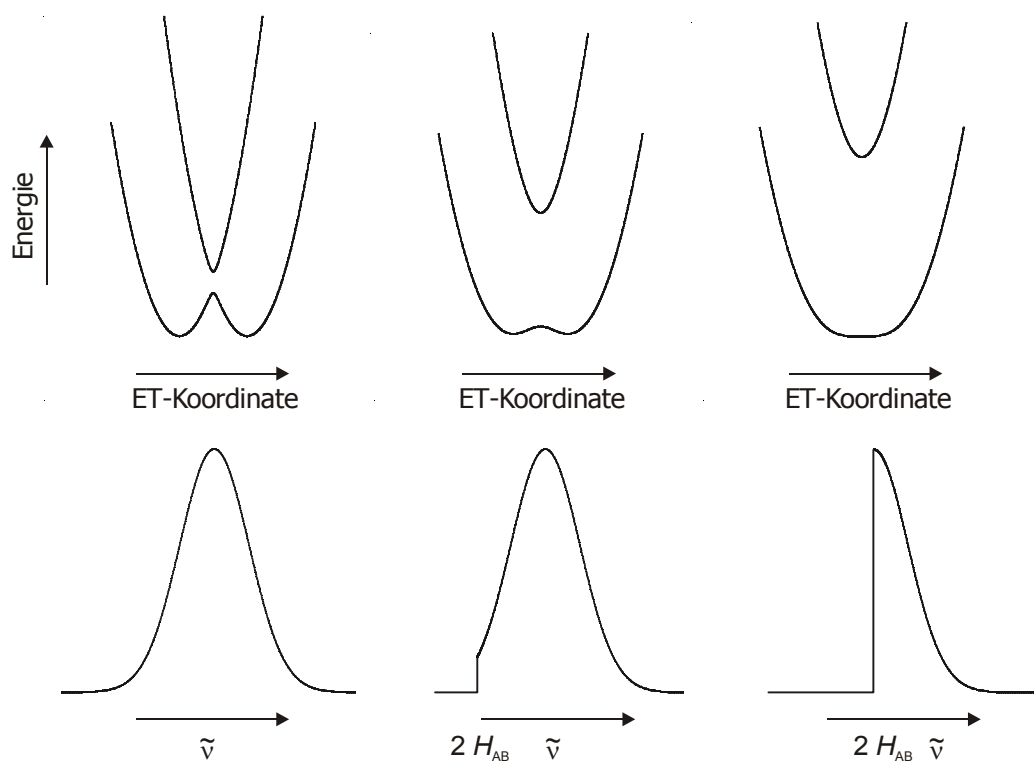 Energie
ET-Koordinate ET-Koordinate ET-Koordinate
ν̃ 2 H_AB ν̃ 2 H_AB ν̃